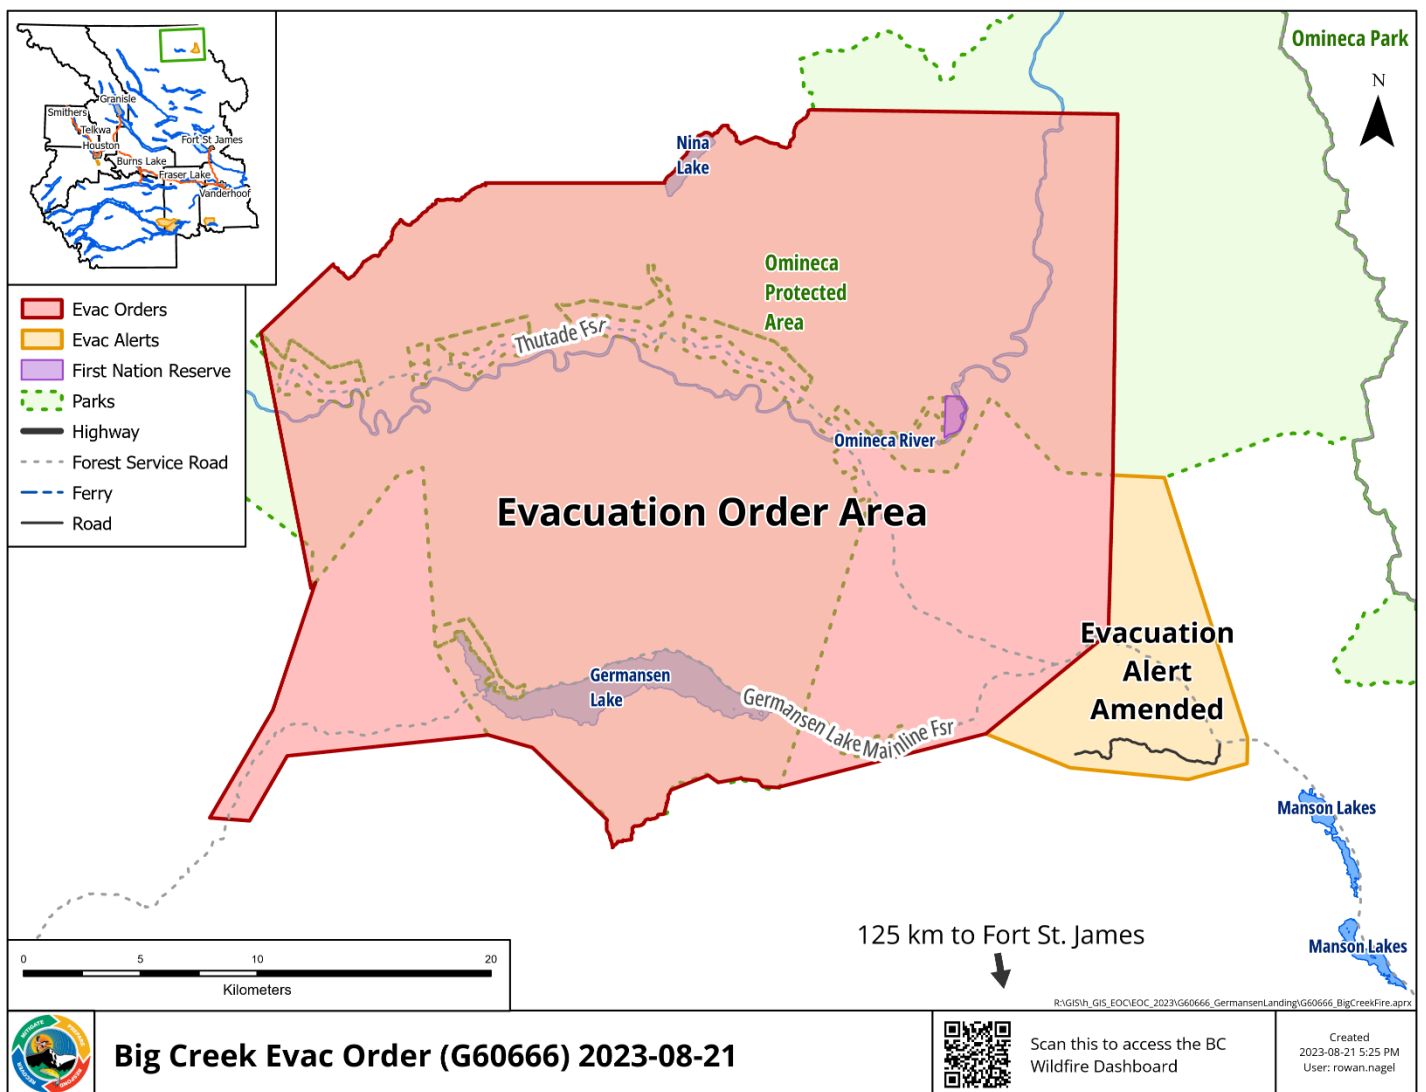 Granisle
Smithers
Telkwa
Houston
Fort St James
Burns Lake
Fraser Lake
Vanderhoof
Evac Orders
Evac Alerts
First Nation Reserve
Parks
Highway
Forest Service Road
Ferry
Road
Omineca Park
N
Nina
Lake
Omineca
Protected
Area
Thutade Fsr
Omineca River
Evacuation Order Area
Evacuation
Alert
Amended
Germansen
Lake
Germansen Lake Mainline Fsr
Manson Lakes
Manson Lakes
125 km to Fort St. James
0 5 10 20
Kilometers
R:\GIS\h_GIS_EOC\EOC_2023\G60666_GermansenLanding\G60666_BigCreekFire.aprx
MITIGATE
PREPARE
RESPOND
RECOVER
Big Creek Evac Order (G60666) 2023-08-21
Scan this to access the BC
Wildfire Dashboard
Created
2023-08-21 5:25 PM
User: rowan.nagel